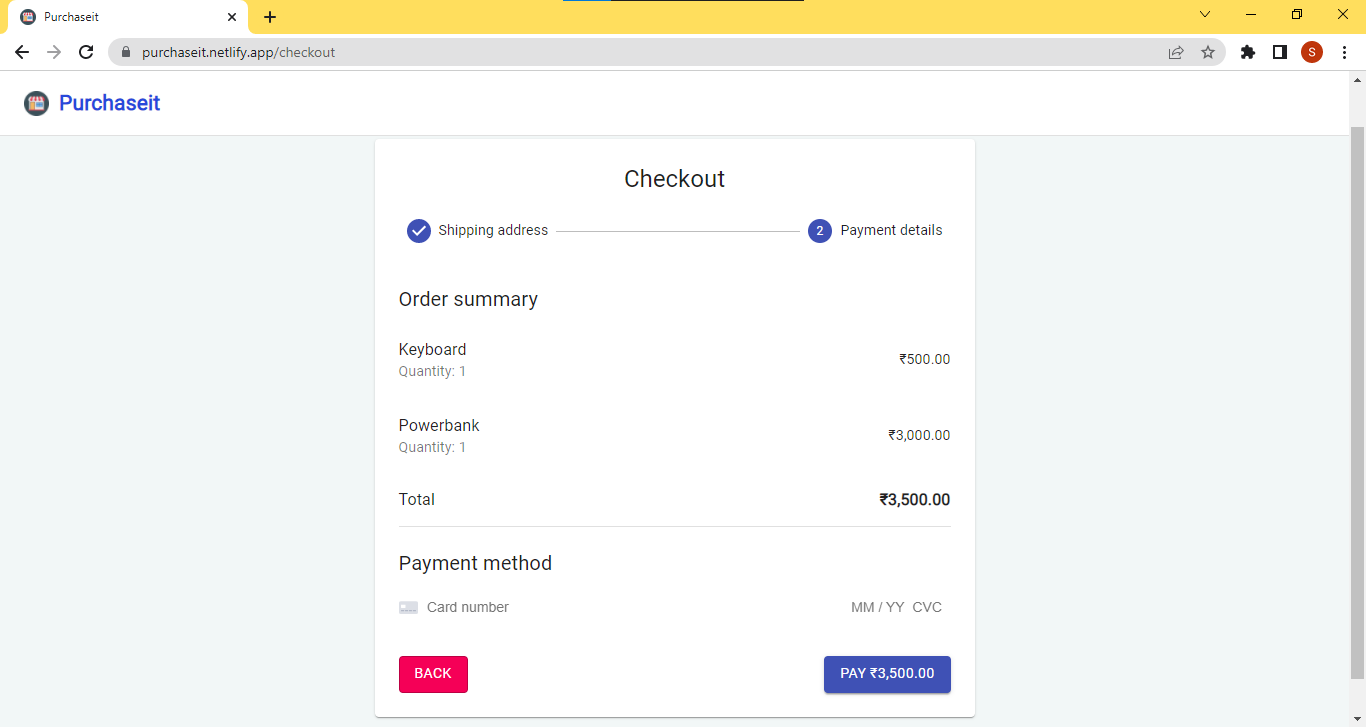 Purchaseit
purchaseit.netlify.app/checkout
S
Purchaseit
Checkout
Shipping address 2 Payment details
Order summary
Keyboard
Quantity: 1
₹500.00
Powerbank
Quantity: 1
₹3,000.00
Total ₹3,500.00
Payment method
Card number MM / YY CVC
BACK PAY ₹3,500.00